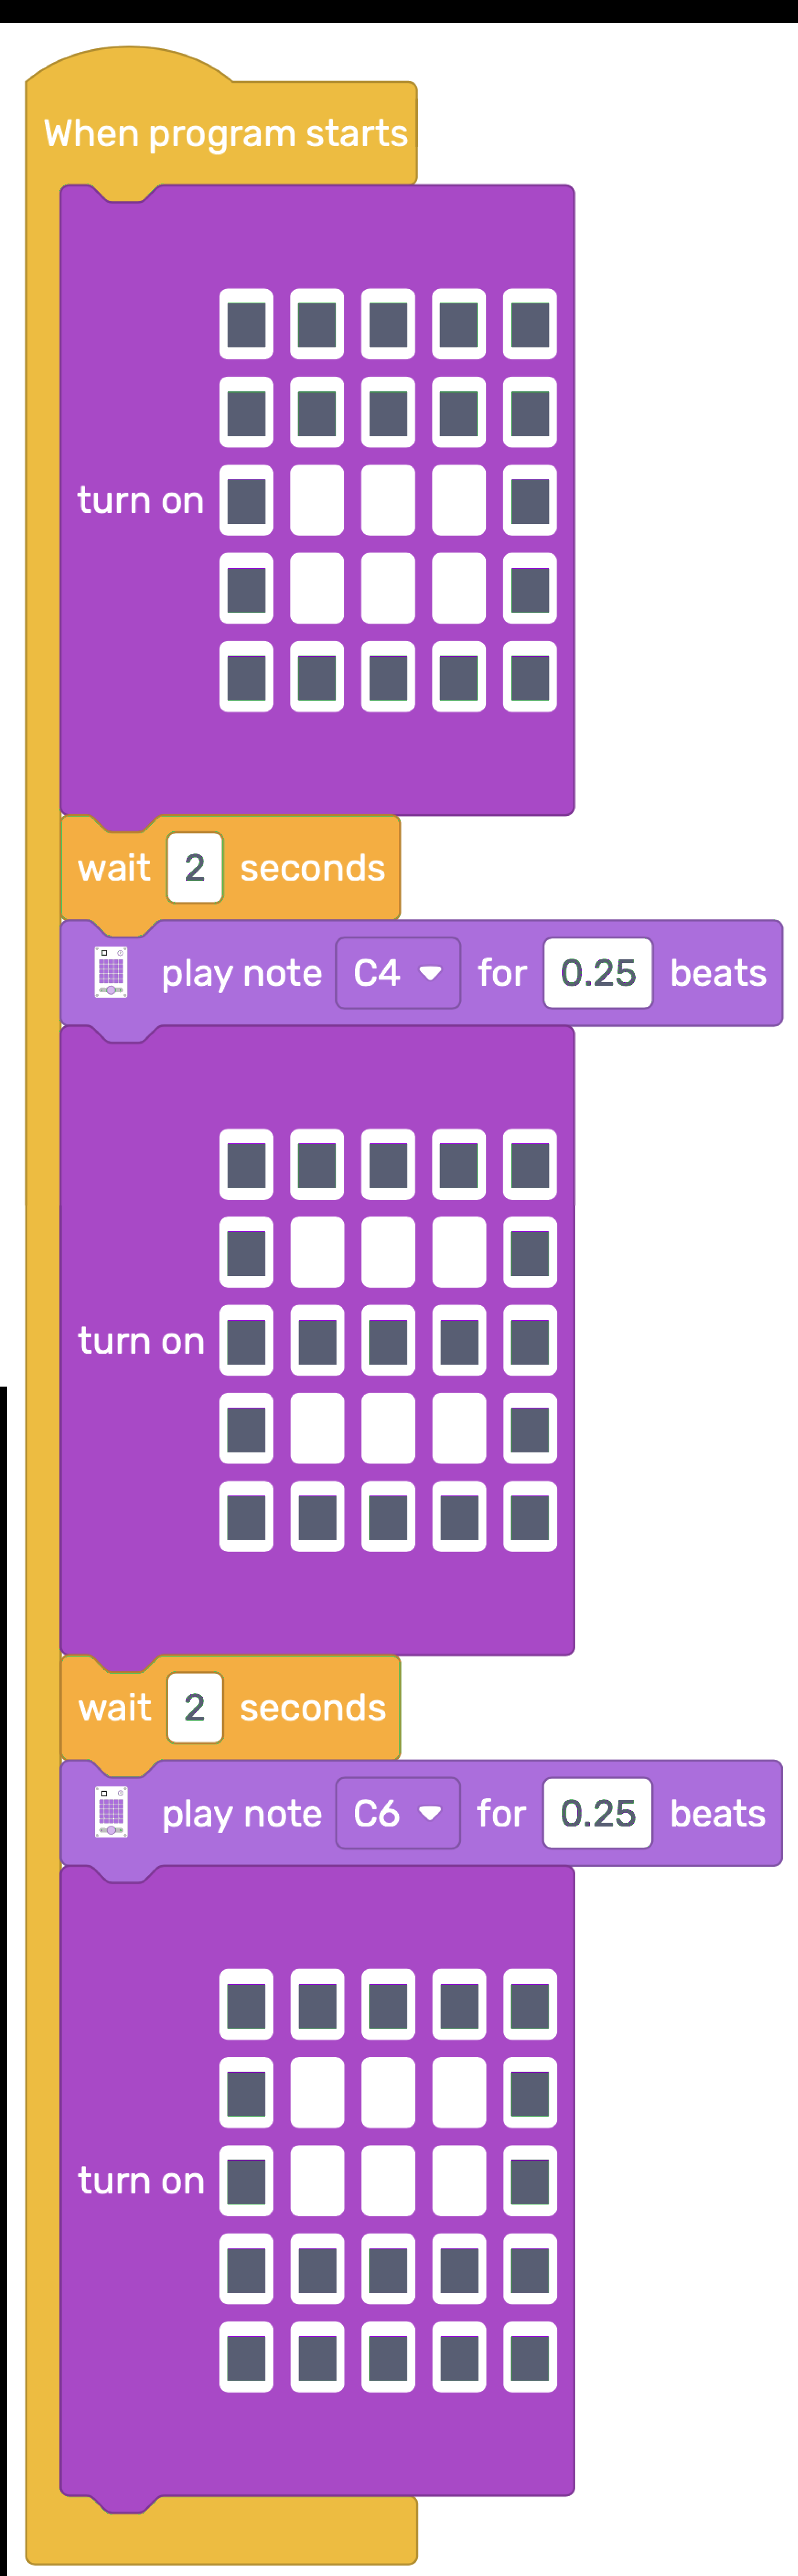 When program starts
turn on
wait 2 seconds
play note C4 for 0.25 beats
turn on
wait 2 seconds
play note C6 for 0.25 beats
turn on